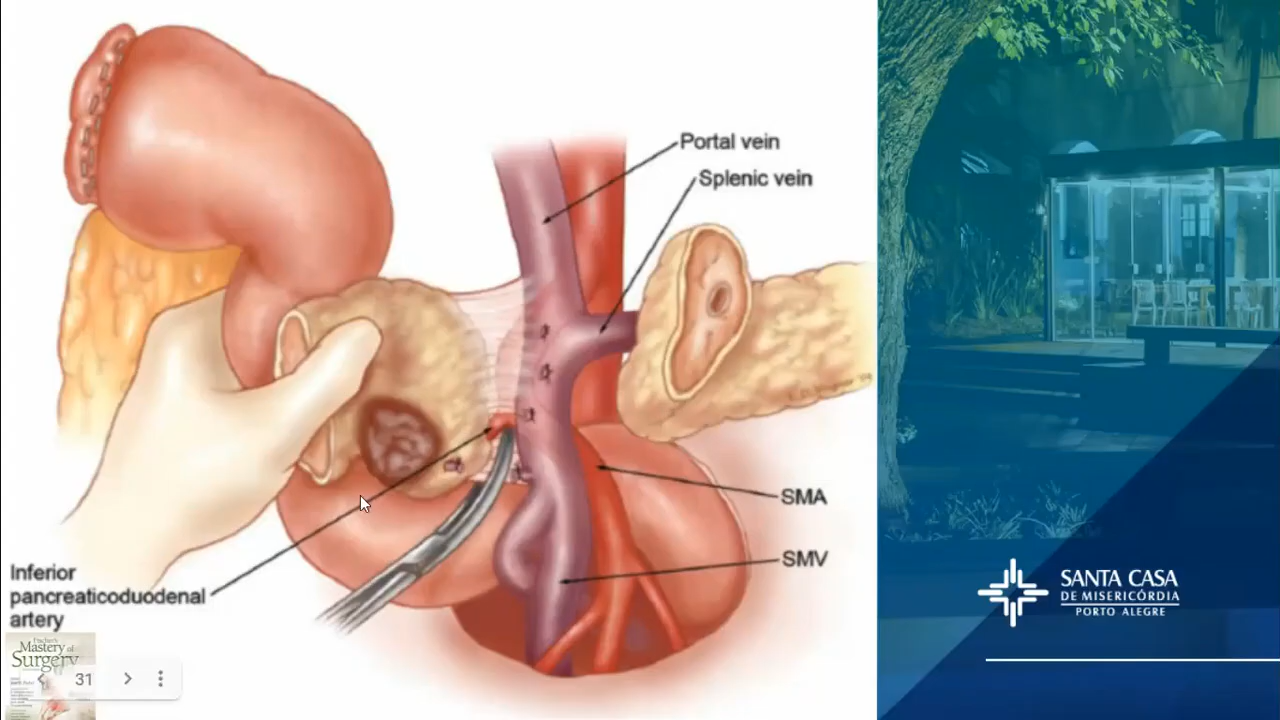 Portal vein
Splenic vein
SMA
SMV
Inferior
pancreaticoduodenal
artery
Fischer's
Mastery of
Surgery
31
SANTA CASA
DE MISERICÓRDIA
PORTO ALEGRE